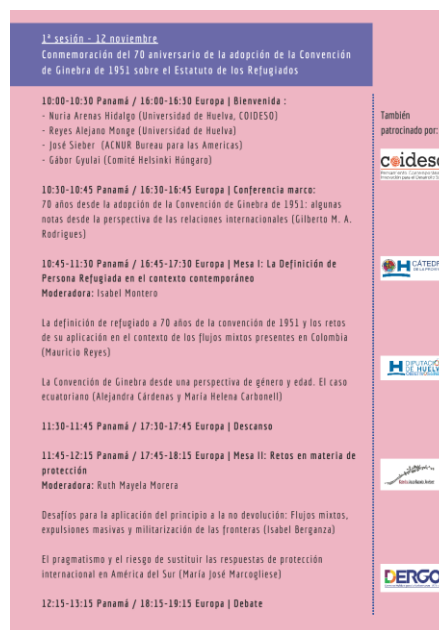 1ª sesión - 12 noviembre
Conmemoración del 70 aniversario de la adopción de la Convención
de Ginebra de 1951 sobre el Estatuto de los Refugiados
10:00-10:30 Panamá / 16:00-16:30 Europa | Bienvenida :
- Nuria Arenas Hidalgo (Universidad de Huelva, COIDESO)
- Reyes Alejano Monge (Universidad de Huelva)
- José Sieber (ACNUR Bureau para las Americas)
- Gábor Gyulai (Comité Helsinki Húngaro)
10:30-10:45 Panamá / 16:30-16:45 Europa | Conferencia marco:
70 años desde la adopción de la Convención de Ginebra de 1951: algunas
notas desde la perspectiva de las relaciones internacionales (Gilberto M. A.
Rodrigues)
10:45-11:30 Panamá / 16:45-17:30 Europa | Mesa I: La Definición de
Persona Refugiada en el contexto contemporáneo
Moderadora: Isabel Montero
La definición de refugiado a 70 años de la convención de 1951 y los retos
de su aplicación en el contexto de los flujos mixtos presentes en Colombia
(Mauricio Reyes)
La Convención de Ginebra desde una perspectiva de género y edad. El caso
ecuatoriano (Alejandra Cárdenas y María Helena Carbonell)
11:30-11:45 Panamá / 17:30-17:45 Europa | Descanso
11:45-12:15 Panamá / 17:45-18:15 Europa | Mesa II: Retos en materia de
protección
Moderadora: Ruth Mayela Morera
Desafíos para la aplicación del principio a la no devolución: Flujos mixtos,
expulsiones masivas y militarización de las fronteras (Isabel Berganza)
El pragmatismo y el riesgo de sustituir las respuestas de protección
internacional en América del Sur (María José Marcogliese)
12:15-13:15 Panamá / 18:15-19:15 Europa | Debate
También
patrocinado por:
coideso
CÁTEDR
DIPUTACIÓ
DE HUELV
DERGO